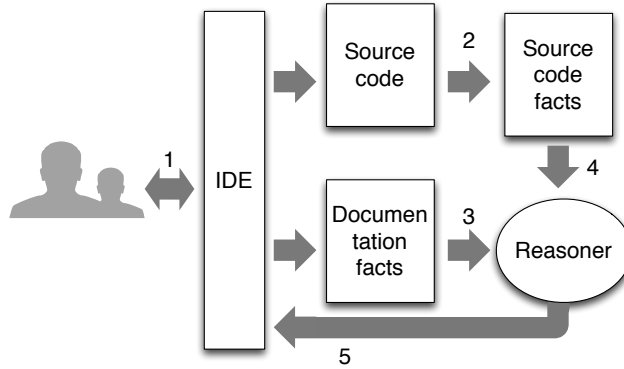 Source
code
2
Source
code
facts
1
IDE
4
Documen
tation
facts
3
Reasoner
5